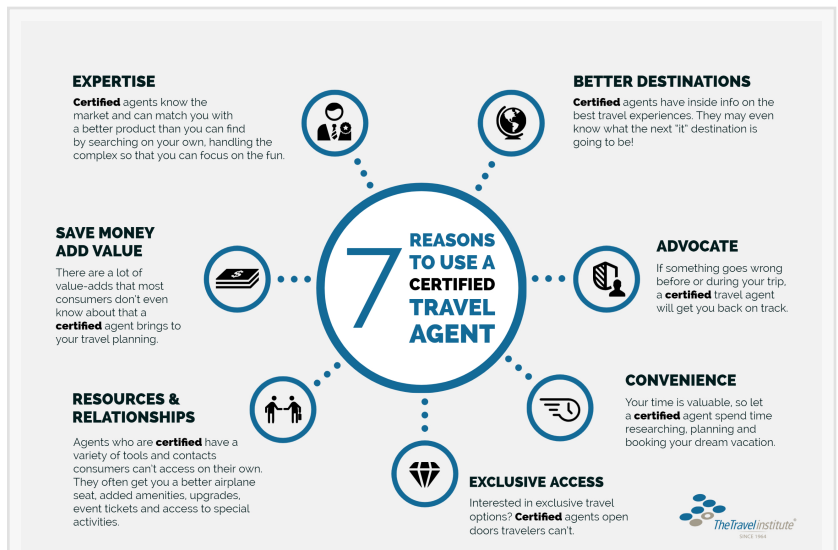 EXPERTISE
Certified agents know the
market and can match you with
a better product than you can find
by searching on your own, handling the
complex so that you can focus on the fun.
BETTER DESTINATIONS
Certified agents have inside info on the
best travel experiences. They may even
know what the next “it” destination is
going to be!
SAVE MONEY
ADD VALUE
There are a lot of
value-adds that most
consumers don’t even
know about that a
certified agent brings to
your travel planning.
$
7
REASONS
TO USE A
CERTIFIED
TRAVEL
AGENT
ADVOCATE
If something goes wrong
before or during your trip,
a certified travel agent
will get you back on track.
RESOURCES &
RELATIONSHIPS
Agents who are certified have a
variety of tools and contacts
consumers can’t access on their own.
They often get you a better airplane
seat, added amenities, upgrades,
event tickets and access to special
activities.
CONVENIENCE
Your time is valuable, so let
a certified agent spend time
researching, planning and
booking your dream vacation.
EXCLUSIVE ACCESS
Interested in exclusive travel
options? Certified agents open
doors travelers can’t.
TheTravelinstitute®
SINCE 1964